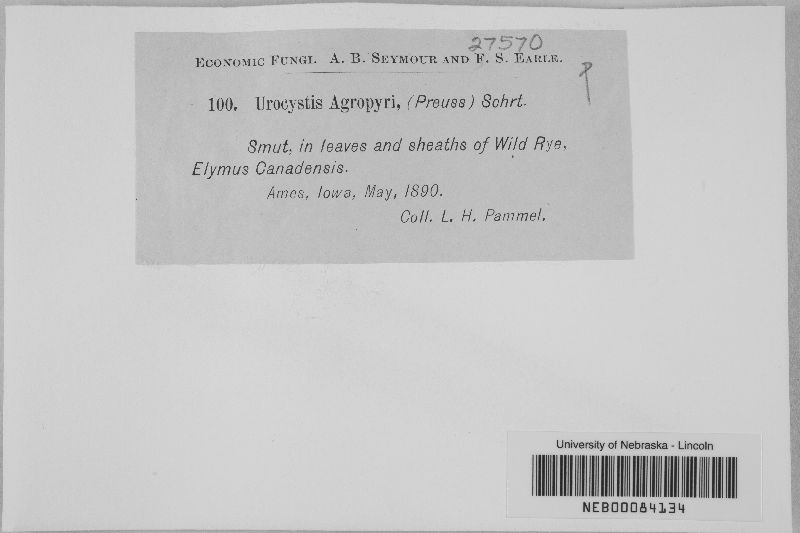 27570
Economic Fungi. A. B. Seymour and F. S. Earle.
P
100. Urocystis Agropyri, (Preuss) Schrt.
Smut, in leaves and sheaths of Wild Rye,
Elymus Canadensis.
Ames, Iowa, May, 1890.
Coll. L. H. Pammel.
University of Nebraska - Lincoln
NEB00084134